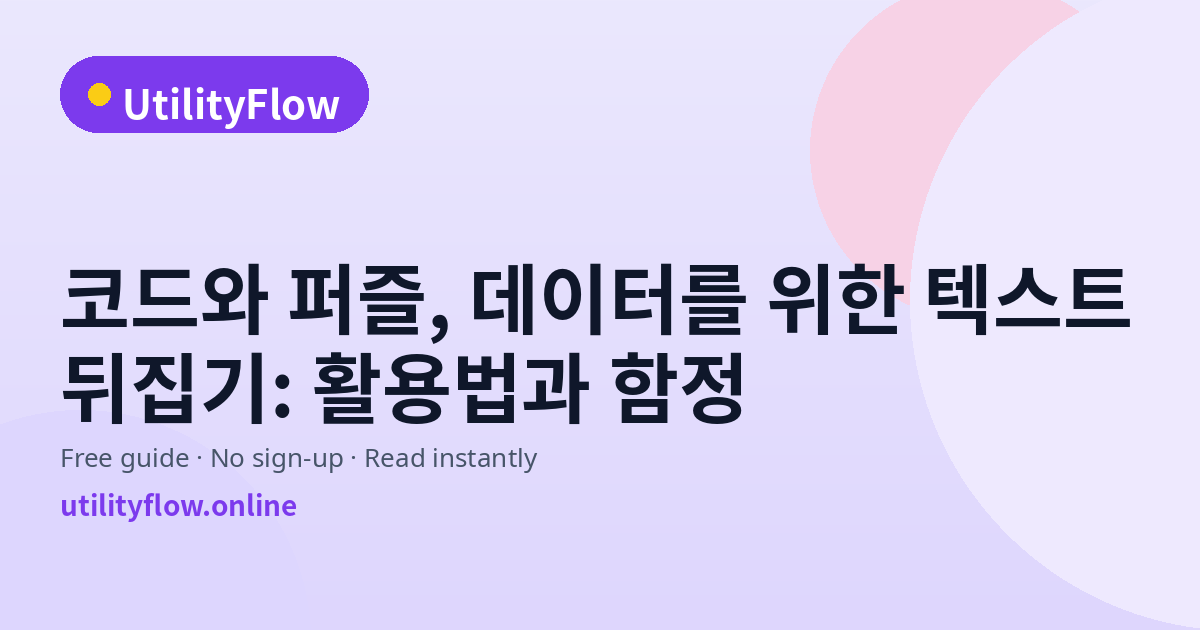 UtilityFlow
코드와 퍼즐, 데이터를 위한 텍스트
뒤집기: 활용법과 함정
Free guide · No sign-up · Read instantly
utilityflow.online